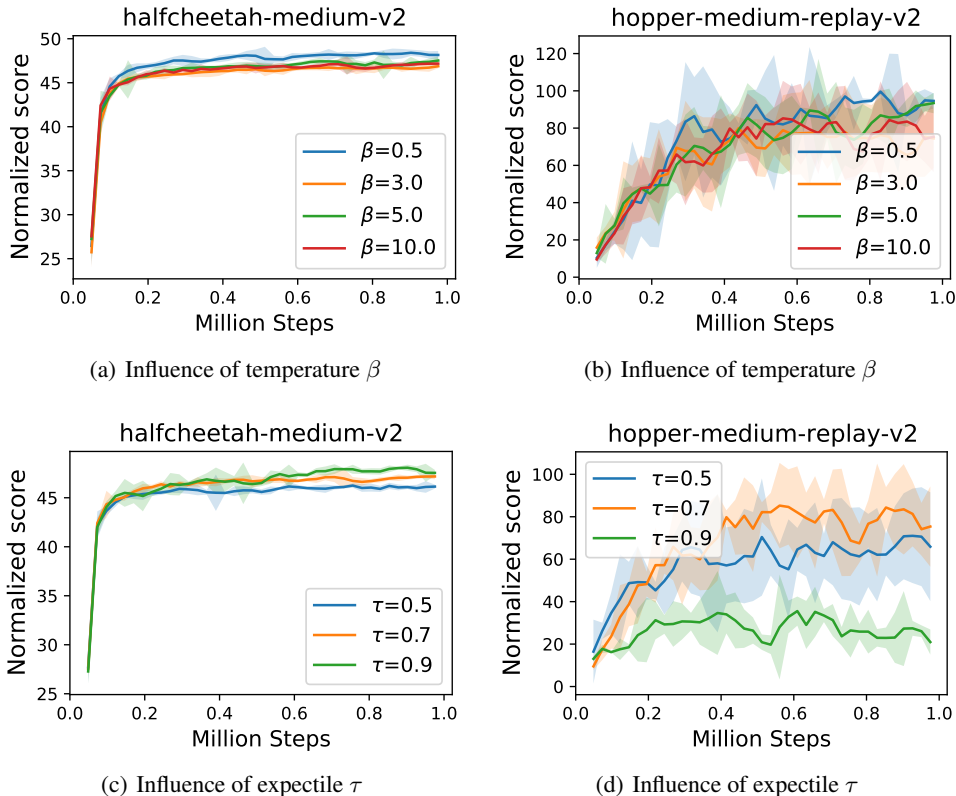 halfcheetah-medium-v2
Normalized score
50
45
40
35
30
25
β=0.5
β=3.0
β=5.0
β=10.0
0.0 0.2 0.4 0.6 0.8 1.0
Million Steps
(a) Influence of temperature β
hopper-medium-replay-v2
Normalized score
120
100
80
60
40
20
0
β=0.5
β=3.0
β=5.0
β=10.0
0.0 0.2 0.4 0.6 0.8 1.0
Million Steps
(b) Influence of temperature β
halfcheetah-medium-v2
Normalized score
45
40
35
30
25
τ=0.5
τ=0.7
τ=0.9
0.0 0.2 0.4 0.6 0.8 1.0
Million Steps
(c) Influence of expectile τ
hopper-medium-replay-v2
Normalized score
100
80
60
40
20
0
τ=0.5
τ=0.7
τ=0.9
0.0 0.2 0.4 0.6 0.8 1.0
Million Steps
(d) Influence of expectile τ